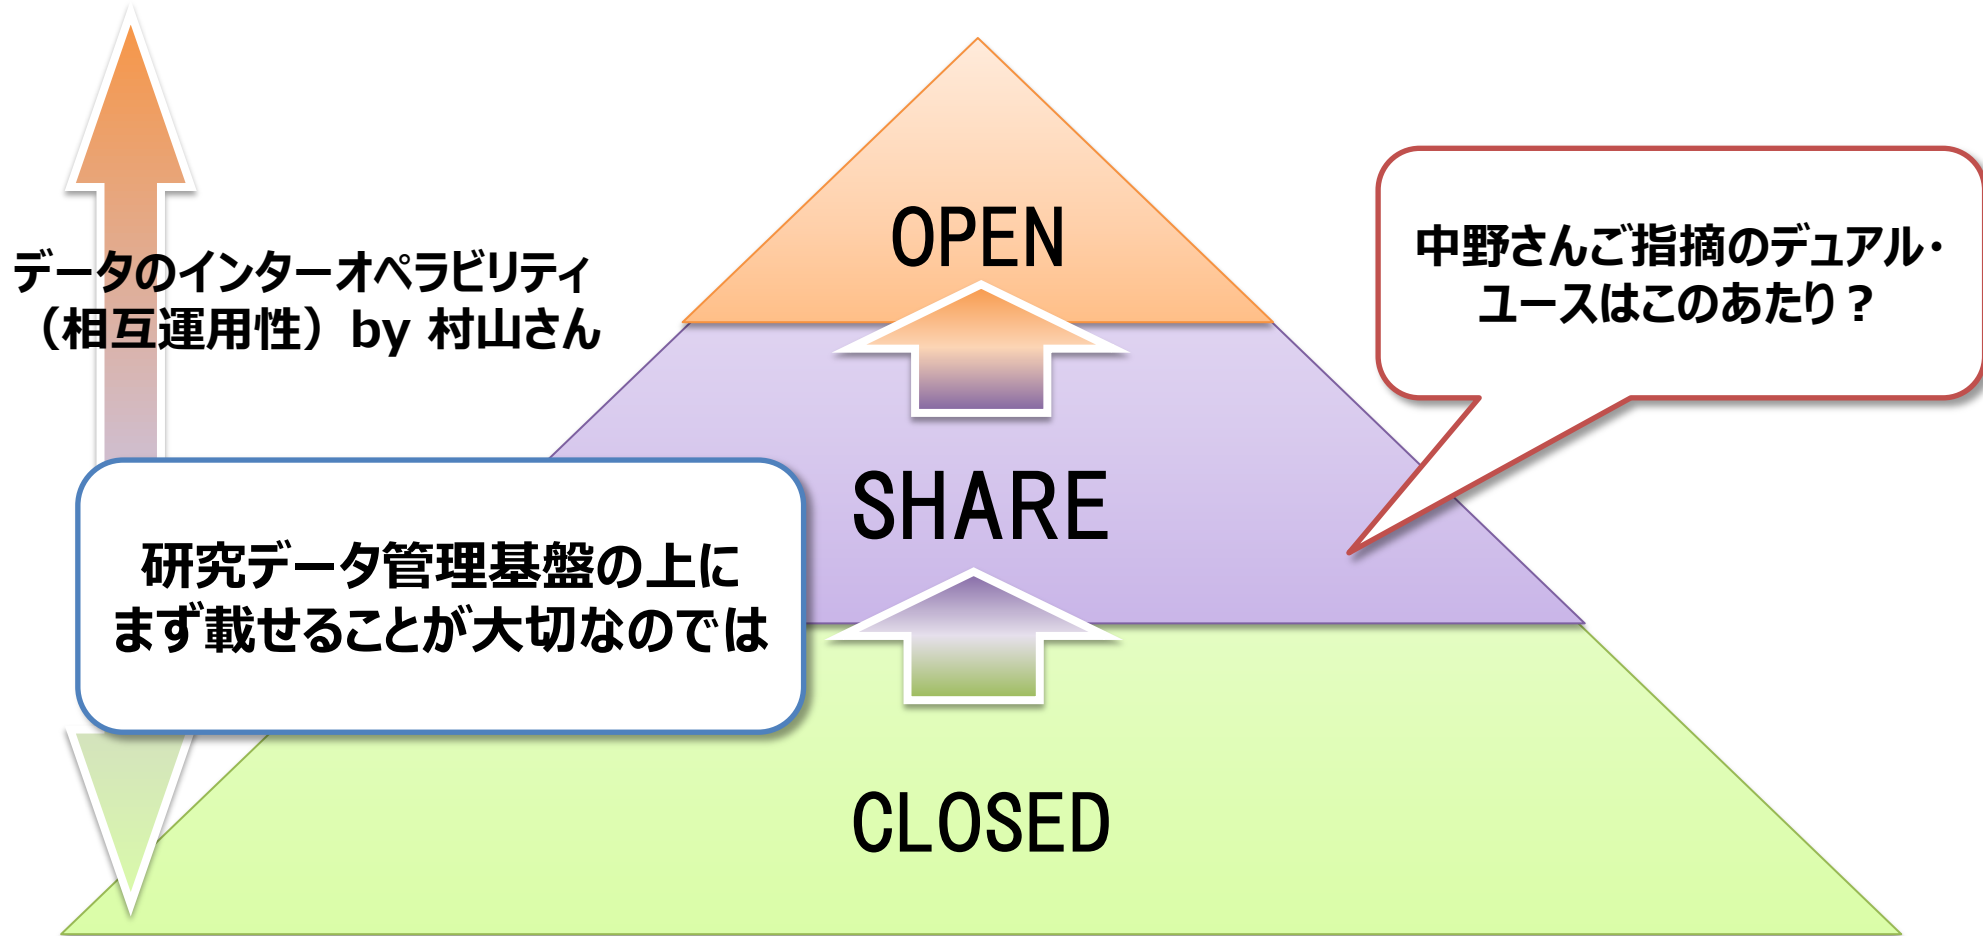 OPEN
データのインターオペラビリティ
（相互運用性）by 村山さん
中野さんご指摘のデュアル・
ユースはこのあたり？
SHARE
研究データ管理基盤の上に
まず載せることが大切なのでは
CLOSED